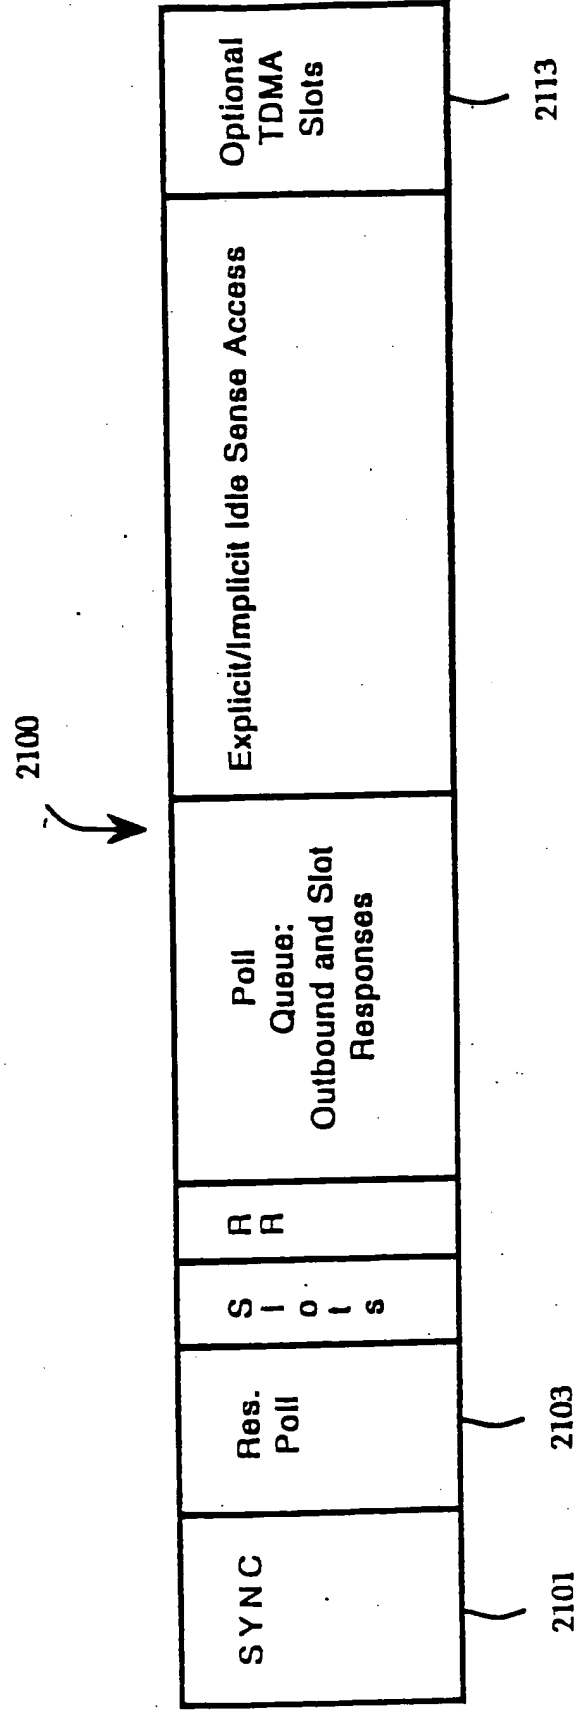 2100
SYNC
Res.
Poll
S
l
o
t
s
R
R
Poll
Queue:
Outbound and Slot
Responses
Explicit/Implicit Idle Sense Access
Optional
TDMA
Slots
2101
2103
2113